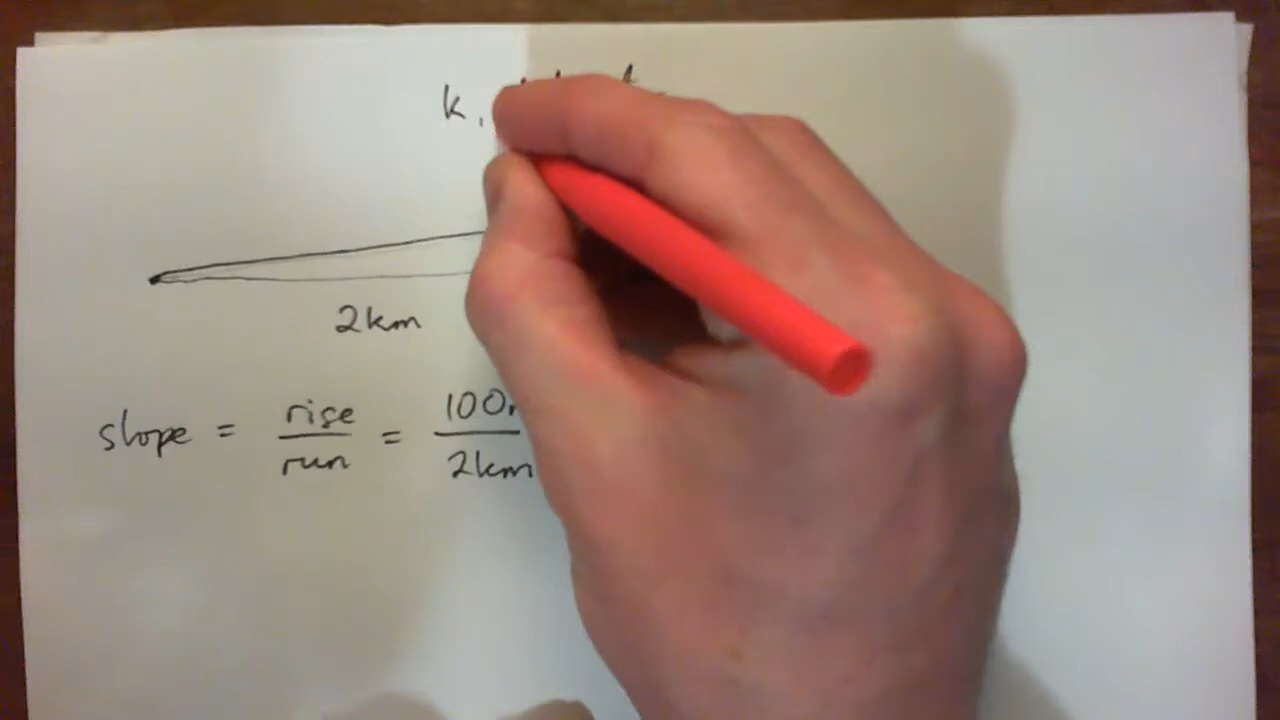 k,
2km
slope = rise/run = 100/2km